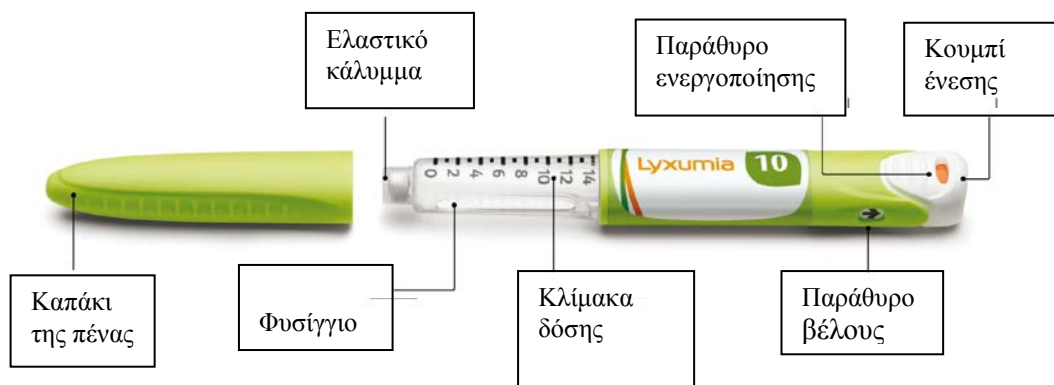 Ελαστικό
κάλυμμα
Παράθυρο
ενεργοποίησης
Κουμπί
ένεσης
Lyxumia 10
0 2 4 6 8 10 12 14
Καπάκι
της πένας
Φυσίγγιο
Κλίμακα
δόσης
Παράθυρο
βέλους